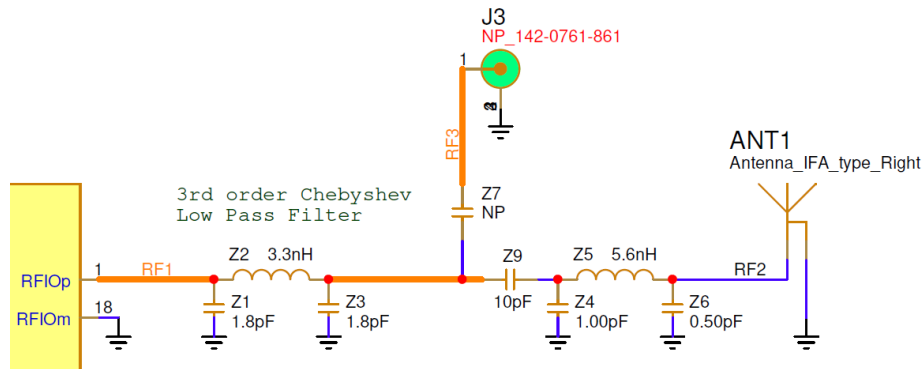 J3
NP_142-0761-861
1
RF3
ANT1
Antenna_IFA_type_Right
3rd order Chebyshev
Low Pass Filter
Z7
NP
Z2 3.3nH
Z9
Z5 5.6nH
RFIOp
1
RF1
RF2
10pF
Z1
1.8pF
Z3
1.8pF
Z4
1.00pF
Z6
0.50pF
RFIOm
18